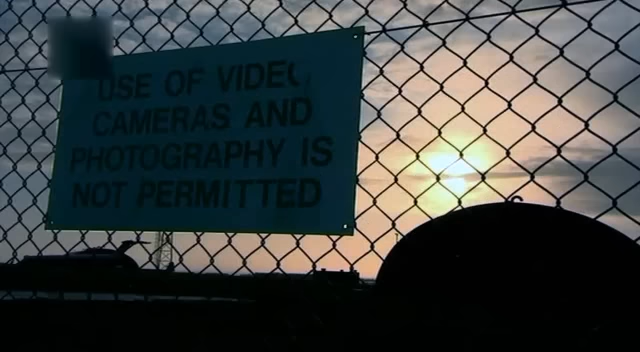 USE OF VIDEO
CAMERAS AND
PHOTOGRAPHY IS
NOT PERMITTED